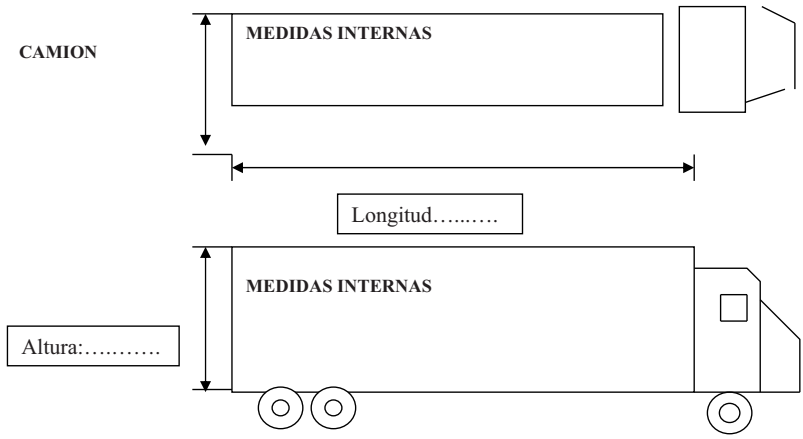 MEDIDAS INTERNAS
CAMION
Longitud…...….
MEDIDAS INTERNAS
Altura:….…….